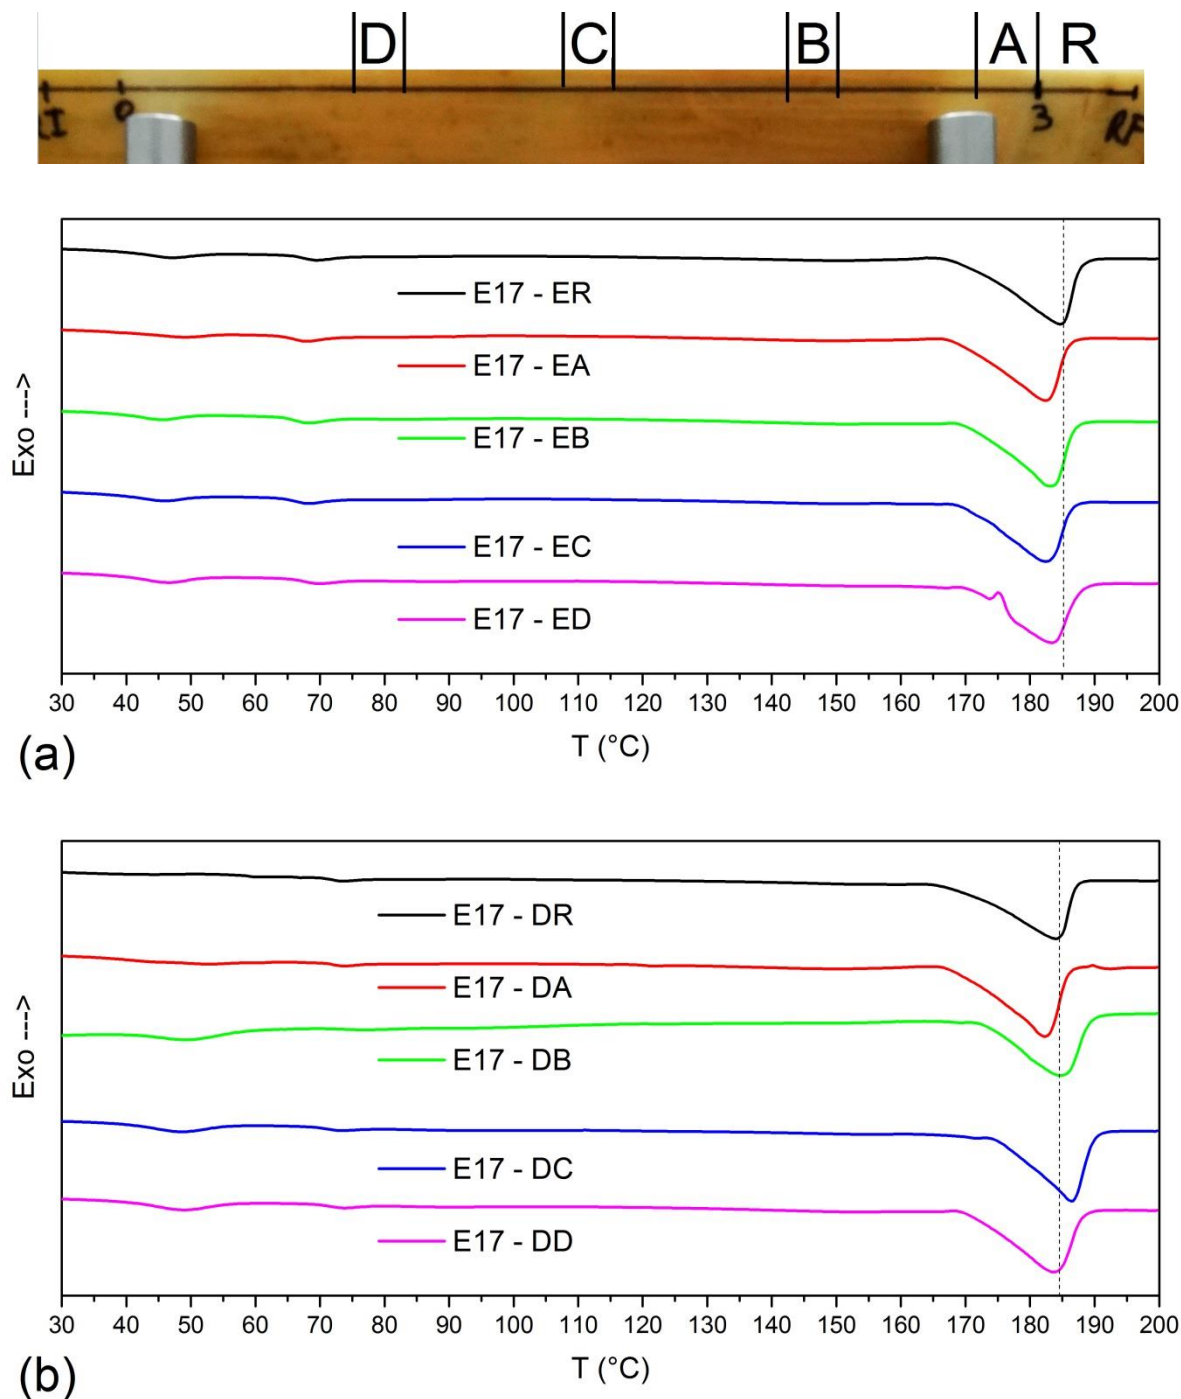 D C B A R
I 0 3 RF
E17 - ER
E17 - EA
E17 - EB
E17 - EC
E17 - ED
Exo --->
30 40 50 60 70 80 90 100 110 120 130 140 150 160 170 180 190 200
T (°C)
(a)
E17 - DR
E17 - DA
E17 - DB
E17 - DC
E17 - DD
Exo --->
30 40 50 60 70 80 90 100 110 120 130 140 150 160 170 180 190 200
T (°C)
(b)